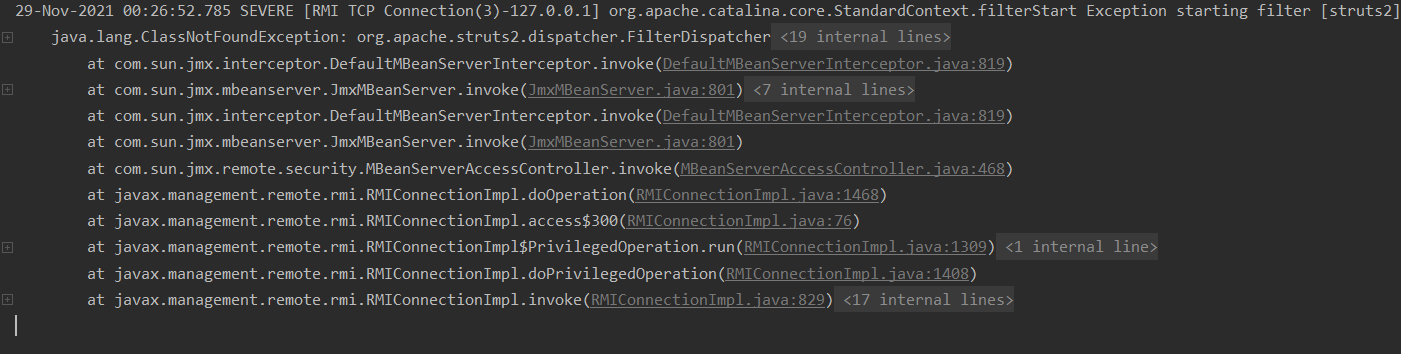 29-Nov-2021 00:26:52.785 SEVERE [RMI TCP Connection(3)-127.0.0.1] org.apache.catalina.core.StandardContext.filterStart Exception starting filter [struts2]
java.lang.ClassNotFoundException: org.apache.struts2.dispatcher.FilterDispatcher <19 internal lines>
at com.sun.jmx.interceptor.DefaultMBeanServerInterceptor.invoke(DefaultMBeanServerInterceptor.java:819)
at com.sun.jmx.mbeanserver.JmxMBeanServer.invoke(JmxMBeanServer.java:801) <7 internal lines>
at com.sun.jmx.interceptor.DefaultMBeanServerInterceptor.invoke(DefaultMBeanServerInterceptor.java:819)
at com.sun.jmx.mbeanserver.JmxMBeanServer.invoke(JmxMBeanServer.java:801)
at com.sun.jmx.remote.security.MBeanServerAccessController.invoke(MBeanServerAccessController.java:468)
at javax.management.remote.rmi.RMIConnectionImpl.doOperation(RMIConnectionImpl.java:1468)
at javax.management.remote.rmi.RMIConnectionImpl.access$300(RMIConnectionImpl.java:76)
at javax.management.remote.rmi.RMIConnectionImpl$PrivilegedOperation.run(RMIConnectionImpl.java:1309) <1 internal line>
at javax.management.remote.rmi.RMIConnectionImpl.doPrivilegedOperation(RMIConnectionImpl.java:1408)
at javax.management.remote.rmi.RMIConnectionImpl.invoke(RMIConnectionImpl.java:829) <17 internal lines>